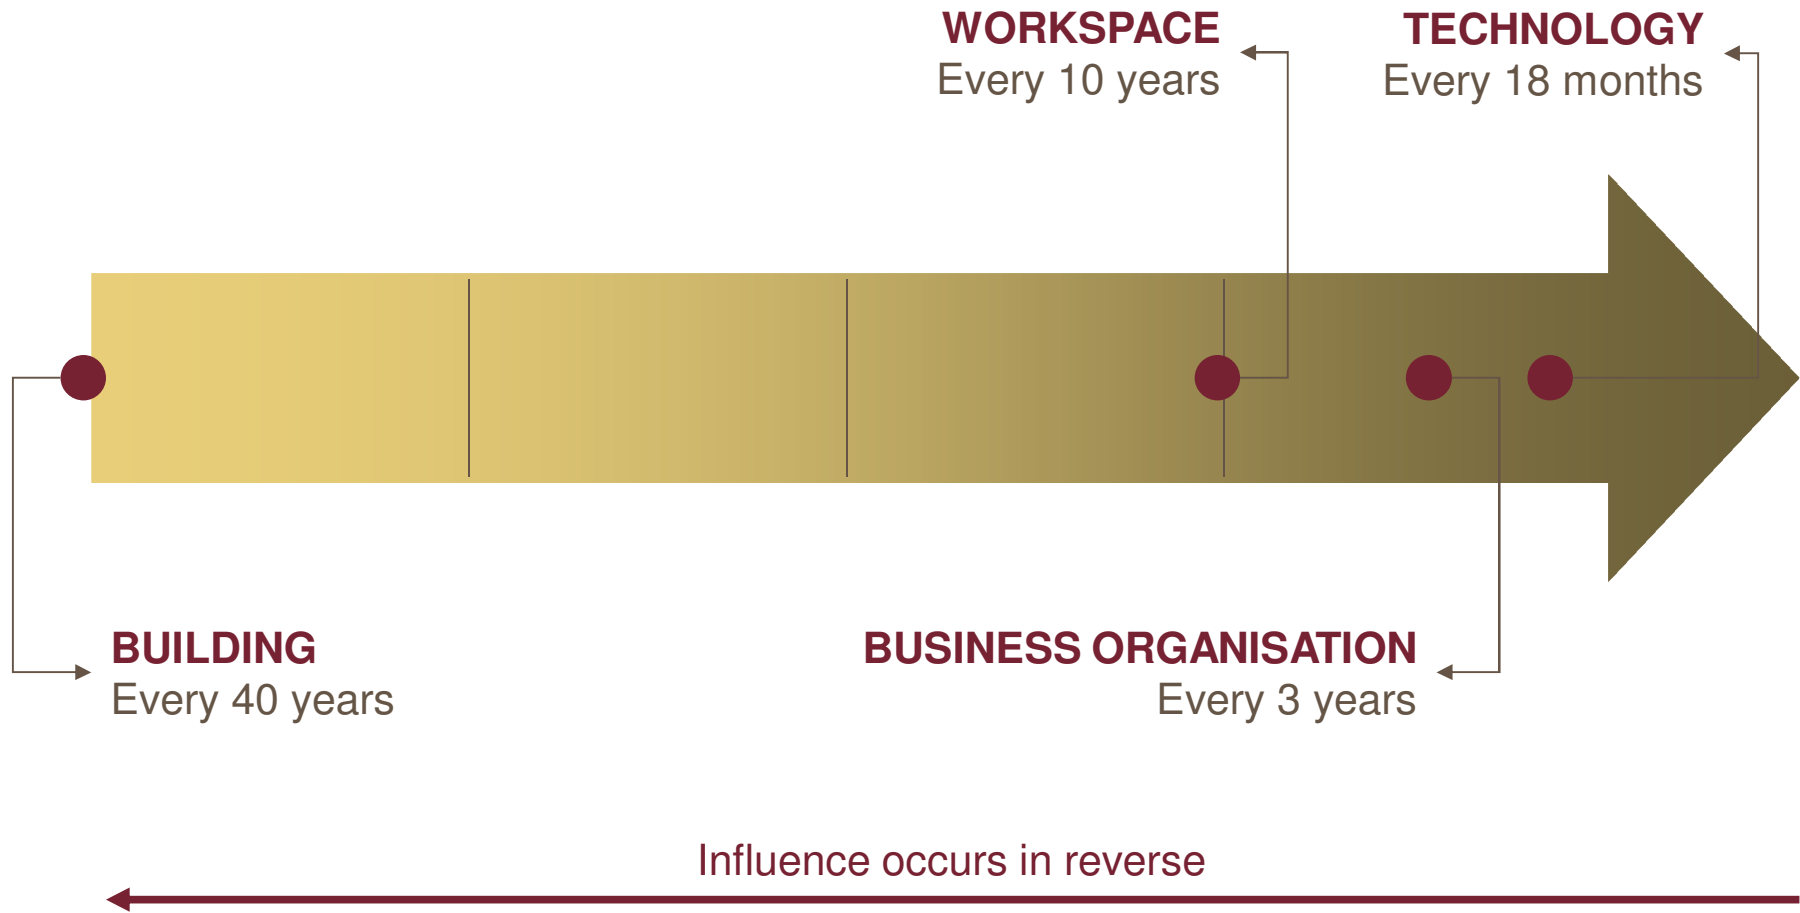 WORKSPACE
Every 10 years
TECHNOLOGY
Every 18 months
BUILDING
Every 40 years
BUSINESS ORGANISATION
Every 3 years
Influence occurs in reverse